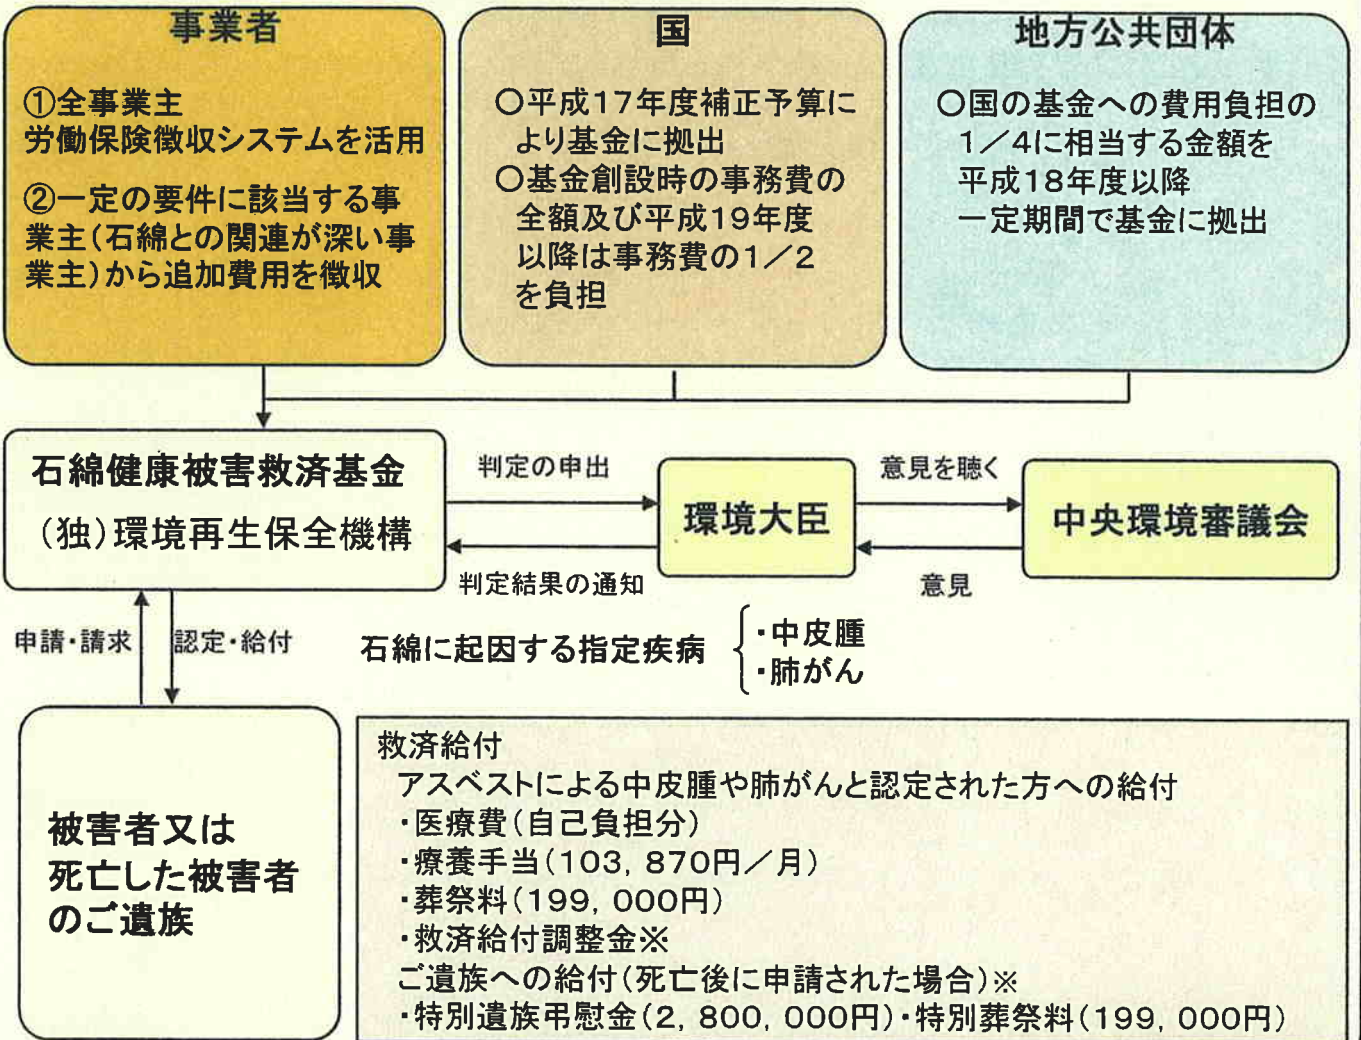 事業者
①全事業主
労働保険徴収システムを活用
②一定の要件に該当する事
業主(石綿との関連が深い事
業主)から追加費用を徴収
国
○平成17年度補正予算に
より基金に拠出
○基金創設時の事務費の
全額及び平成19年度
以降は事務費の1/2
を負担
地方公共団体
○国の基金への費用負担の
1/4に相当する金額を
平成18年度以降
一定期間で基金に拠出
石綿健康被害救済基金
(独)環境再生保全機構
判定の申出
判定結果の通知
環境大臣
意見を聴く
意見
中央環境審議会
申請・請求
認定・給付
石綿に起因する指定疾病
・中皮腫
・肺がん
被害者又は
死亡した被害者
のご遺族
救済給付
アスベストによる中皮腫や肺がんと認定された方への給付
・医療費(自己負担分)
・療養手当(103,870円/月)
・葬祭料(199,000円)
・救済給付調整金※
ご遺族への給付(死亡後に申請された場合)※
・特別遺族弔慰金(2,800,000円)・特別葬祭料(199,000円)